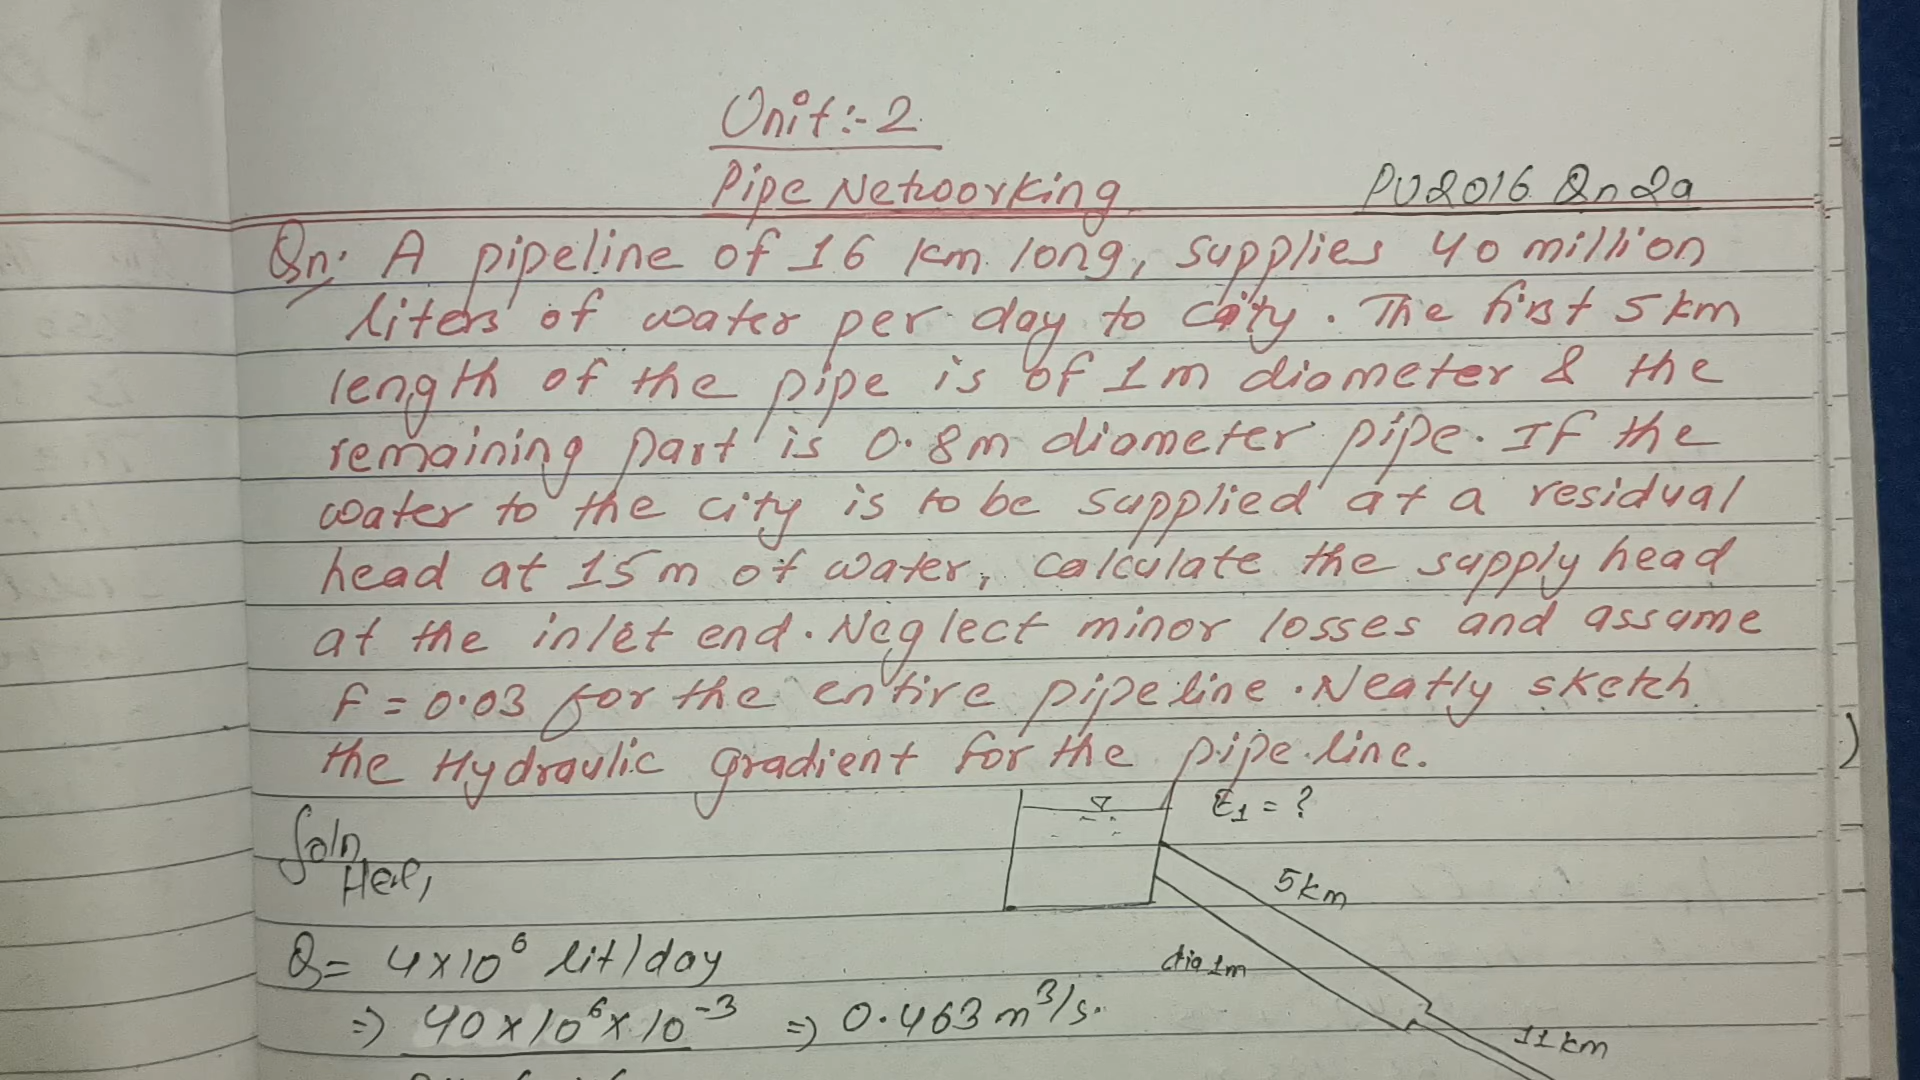 Unit:-2
Pipe Networking
PU2016 Qn 2a
Qn: A pipeline of 16 km long, supplies 40 million
liters of water per day to city. The first 5 km
length of the pipe is of 1m diameter & the
remaining part is 0.8m diameter pipe. If the
water to the city is to be supplied at a residual
head at 15m of water, calculate the supply head
at the inlet end. Neglect minor losses and assume
f = 0.03 for the entire pipe line. Neatly sketch
the Hydraulic gradient for the pipe line.
E1 = ?
Soln
Here,
5km
Q = 4×10⁶ lit/day
dia 1m
=) 40×10⁶×10⁻³ =) 0.463 m³/s.
11 km